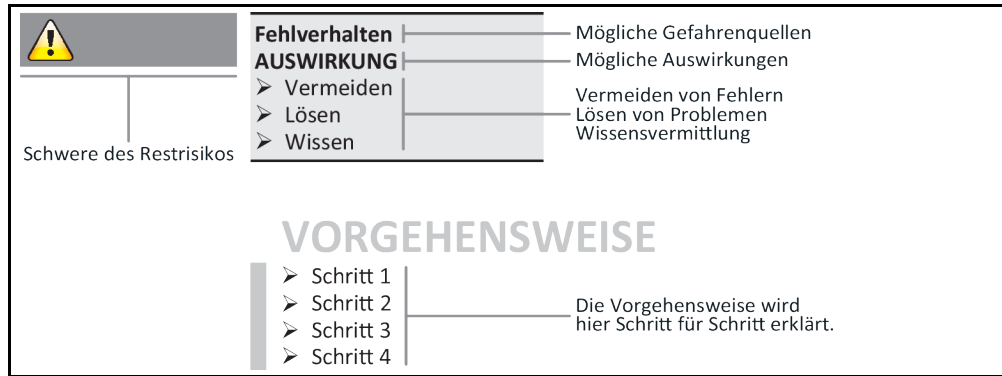 Fehlverhalten
Mögliche Gefahrenquellen
AUSWIRKUNG
Mögliche Auswirkungen
Vermeiden
Lösen
Wissen
Vermeiden von Fehlern
Lösen von Problemen
Wissensvermittlung
Schwere des Restrisikos
VORGEHENSWEISE
Schritt 1
Schritt 2
Schritt 3
Schritt 4
Die Vorgehensweise wird
hier Schritt für Schritt erklärt.